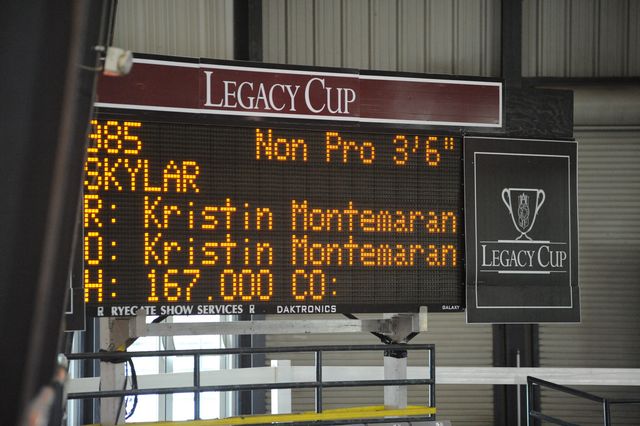 LEGACY CUP
985 Non Pro 3'6"
SKYLAR
R: Kristin Montemaran
O: Kristin Montemaran
H: 167.000 CO:
R RYEGATE SHOW SERVICES R DAKTRONICS GALAXY
LEGACY CUP